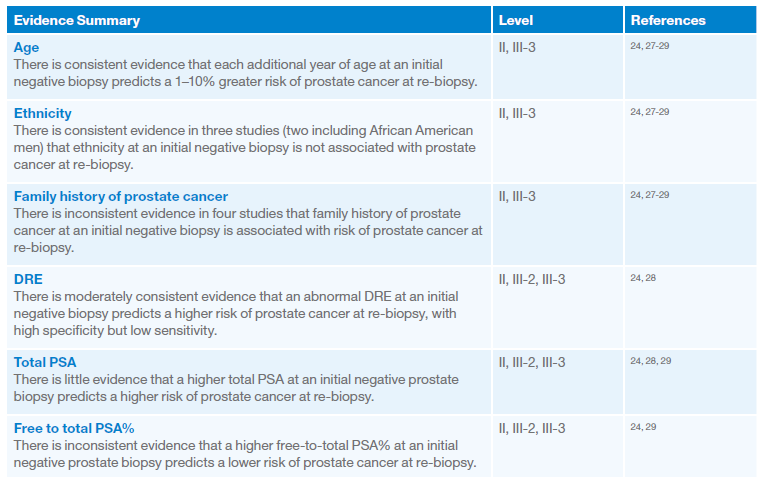 Evidence Summary Level References
Age
There is consistent evidence that each additional year of age at an initial
negative biopsy predicts a 1–10% greater risk of prostate cancer at re-biopsy.
II, III-3
24, 27-29
Ethnicity
There is consistent evidence in three studies (two including African American
men) that ethnicity at an initial negative biopsy is not associated with prostate
cancer at re-biopsy.
II, III-3
24, 27-29
Family history of prostate cancer
There is inconsistent evidence in four studies that family history of prostate
cancer at an initial negative biopsy is associated with risk of prostate cancer at
re-biopsy.
II, III-3
24, 27-29
DRE
There is moderately consistent evidence that an abnormal DRE at an initial
negative biopsy predicts a higher risk of prostate cancer at re-biopsy, with
high specificity but low sensitivity.
II, III-2, III-3
24, 28
Total PSA
There is little evidence that a higher total PSA at an initial negative prostate
biopsy predicts a higher risk of prostate cancer at re-biopsy.
II, III-2, III-3
24, 28, 29
Free to total PSA%
There is inconsistent evidence that a higher free-to-total PSA% at an initial
negative prostate biopsy predicts a lower risk of prostate cancer at re-biopsy.
II, III-2, III-3
24, 29